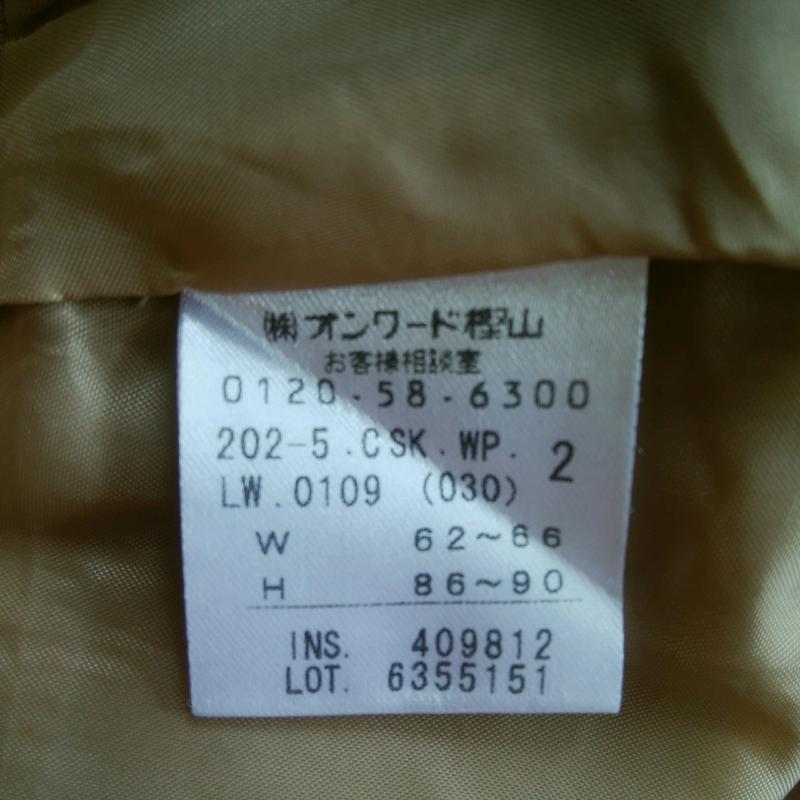 ㈱オンワード樫山
お客様相談室
0120-58-6300
202-5.CSK.WP. 2
LW.0109 (030)
W 62~66
H 86~90
INS. 409812
LOT. 6355151